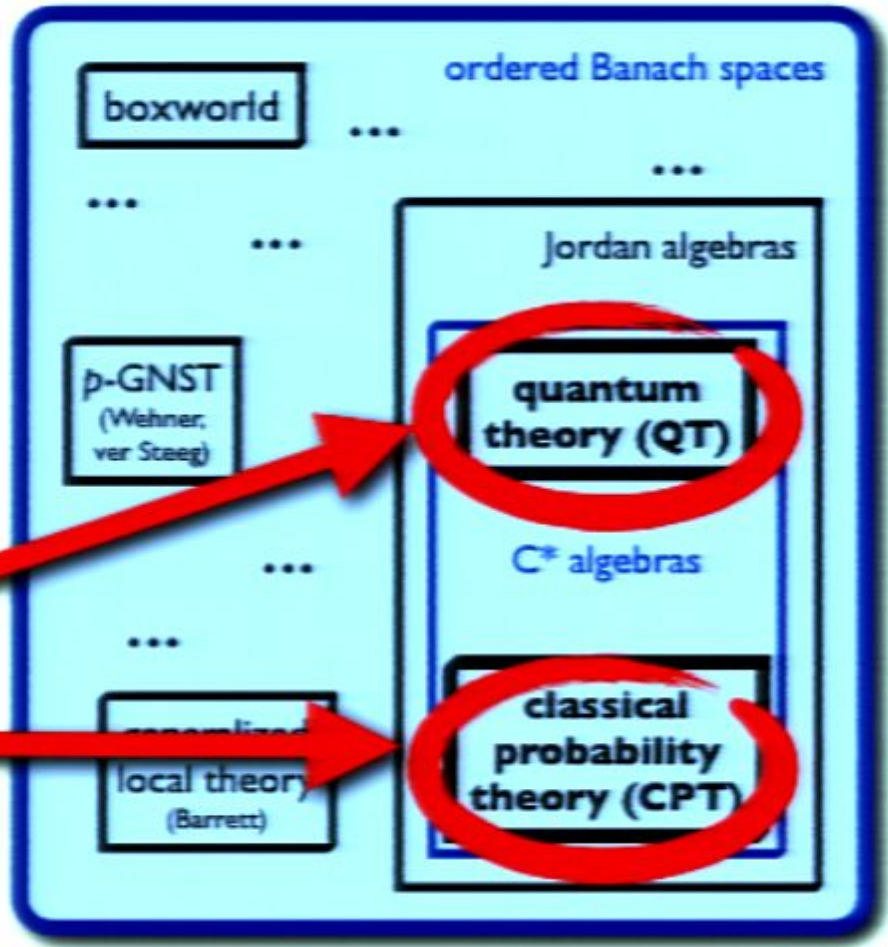 ordered Banach spaces
boxworld
...
...
...
...
Jordan algebras
p-GNST
(Wehner,
ver Steeg)
quantum
theory (QT)
...
C* algebras
...
generalized
local theory
(Barrett)
classical
probability
theory (CPT)